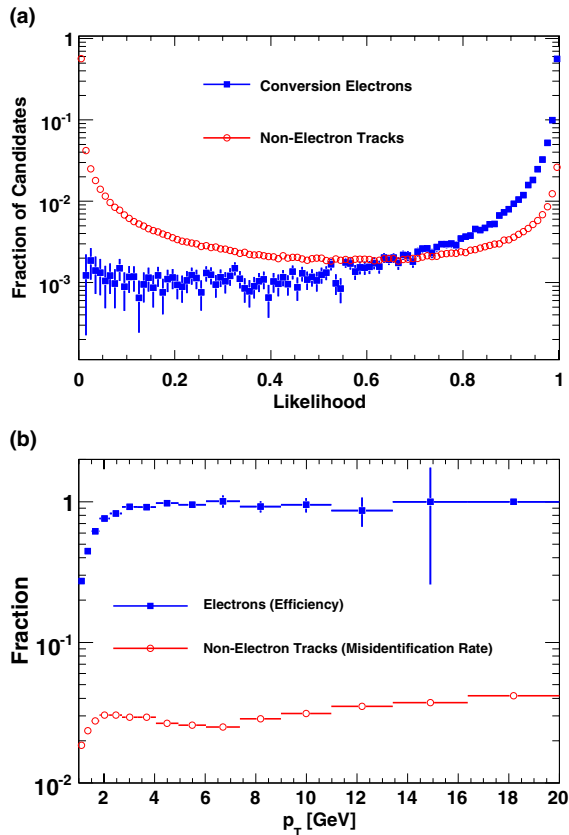 (a)
1
10⁻¹
10⁻²
10⁻³
Fraction of Candidates
Conversion Electrons
Non-Electron Tracks
0 0.2 0.4 0.6 0.8 1
Likelihood
(b)
1
10⁻¹
10⁻²
Fraction
Electrons (Efficiency)
Non-Electron Tracks (Misidentification Rate)
2 4 6 8 10 12 14 16 18 20
p_T [GeV]